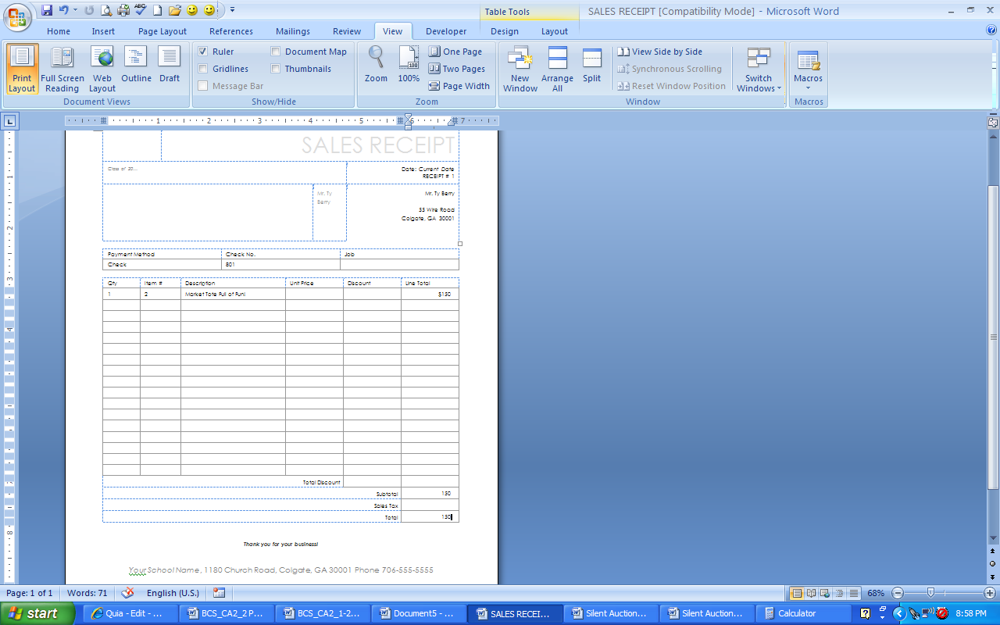 Table Tools
SALES RECEIPT [Compatibility Mode] - Microsoft Word
Home Insert Page Layout References Mailings Review View Developer Design Layout
Print Layout
Full Screen Reading
Web Layout
Outline
Draft
Document Views
Ruler
Gridlines
Message Bar
Document Map
Thumbnails
Show/Hide
Zoom
100%
One Page
Two Pages
Page Width
Zoom
New Window
Arrange All
Split
View Side by Side
Synchronous Scrolling
Reset Window Position
Window
Switch Windows
Macros
Macros
1 2 3 4 5 6 7
SALES RECEIPT
Class of 20...
Date: Current Date
RECEIPT # 1
Mr. Ty
Berry
Mr. Ty Berry
55 Wire Road
Colgate, GA 30001
Payment Method Check No. Job
Check 801
Qty Item # Description Unit Price Discount Line Total
1 2 Market Tote Full of Fun! $150
Total Discount
Subtotal 150
Sales Tax
Total 150
Thank you for your business!
Your School Name, 1180 Church Road, Colgate, GA 30001 Phone 706-555-5555
Page: 1 of 1 Words: 71 English (U.S.) 68%
start Quia - Edit - ... BCS_CA2_2 P... BCS_CA2_1-2... Document5 - ... SALES RECEI... Silent Auction... Silent Auction... Calculator 8:58 PM